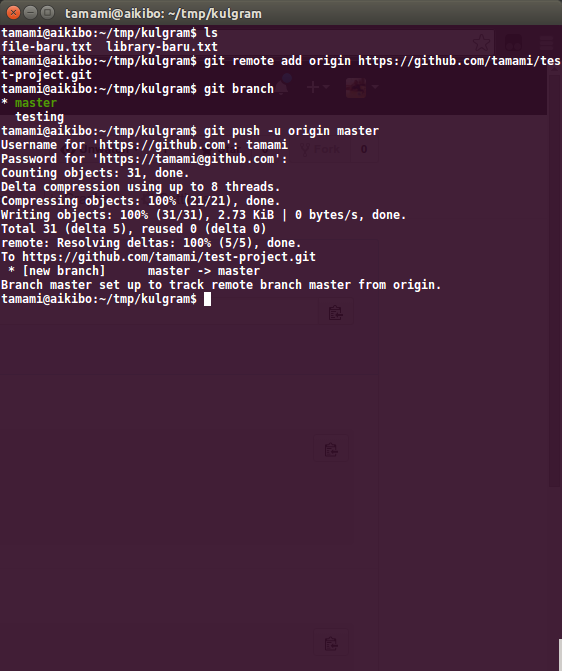 tamami@aikibo: ~/tmp/kulgram
tamami@aikibo:~/tmp/kulgram$ ls
file-baru.txt  library-baru.txt
tamami@aikibo:~/tmp/kulgram$ git remote add origin https://github.com/tamami/tes
t-project.git
tamami@aikibo:~/tmp/kulgram$ git branch
* master
  testing
tamami@aikibo:~/tmp/kulgram$ git push -u origin master
Username for 'https://github.com': tamami
Password for 'https://tamami@github.com':
Counting objects: 31, done.
Delta compression using up to 8 threads.
Compressing objects: 100% (21/21), done.
Writing objects: 100% (31/31), 2.73 KiB | 0 bytes/s, done.
Total 31 (delta 5), reused 0 (delta 0)
remote: Resolving deltas: 100% (5/5), done.
To https://github.com/tamami/test-project.git
 * [new branch]      master -> master
Branch master set up to track remote branch master from origin.
tamami@aikibo:~/tmp/kulgram$